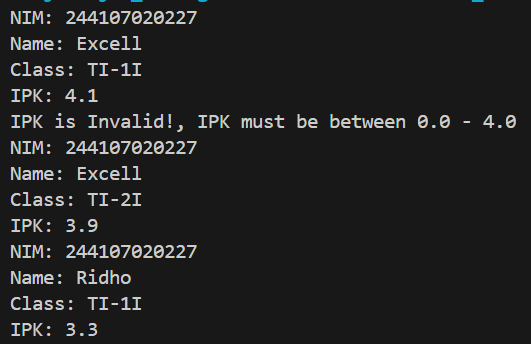 NIM: 244107020227
Name: Excell
Class: TI-1I
IPK: 4.1
IPK is Invalid!, IPK must be between 0.0 - 4.0
NIM: 244107020227
Name: Excell
Class: TI-2I
IPK: 3.9
NIM: 244107020227
Name: Ridho
Class: TI-1I
IPK: 3.3